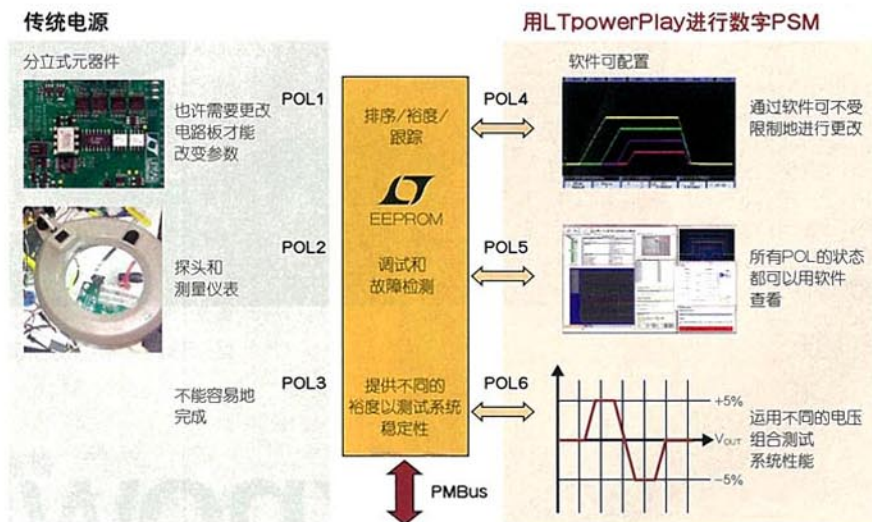 传统电源
用LTpowerPlay进行数字PSM
分立式元器件
也许需要更改
电路板才能
改变参数
POL1
排序/裕度/
跟踪
POL4
软件可配置
通过软件可不受
限制地进行更改
EEPROM
探头和
测量仪表
POL2
调试和
故障检测
POL5
所有POL的状态
都可以用软件
查看
不能容易地
完成
POL3
提供不同的
裕度以测试系统
稳定性
POL6
+5%
VOUT
-5%
运用不同的电压
组合测试
系统性能
PMBus